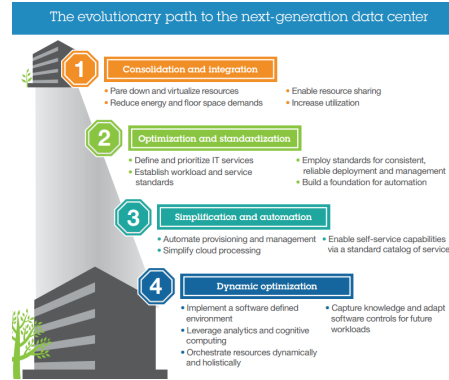 The evolutionary path to the next-generation data center
1
Consolidation and integration
• Pare down and virtualize resources
• Reduce energy and floor space demands
• Enable resource sharing
• Increase utilization
2
Optimization and standardization
• Define and prioritize IT services
• Establish workload and service
standards
• Employ standards for consistent,
reliable deployment and management
• Build a foundation for automation
3
Simplification and automation
• Automate provisioning and management
• Simplify cloud processing
• Enable self-service capabilities
via a standard catalog of service
4
Dynamic optimization
• Implement a software defined
environment
• Leverage analytics and cognitive
computing
• Orchestrate resources dynamically
and holistically
• Capture knowledge and adapt
software controls for future
workloads